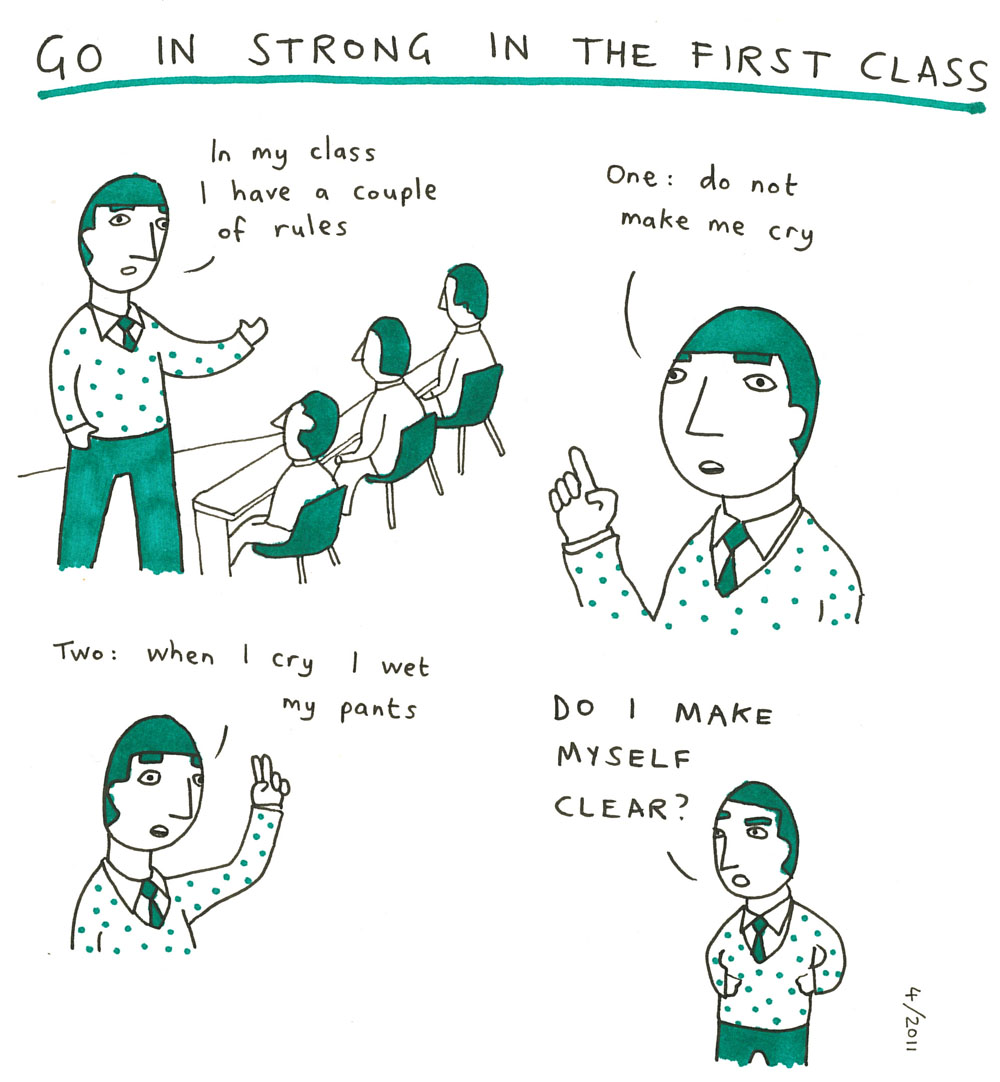 GO IN STRONG IN THE FIRST CLASS
In my class
I have a couple
of rules
One: do not
make me cry
Two: when I cry I wet
my pants
DO I MAKE
MYSELF
CLEAR?
4/2011